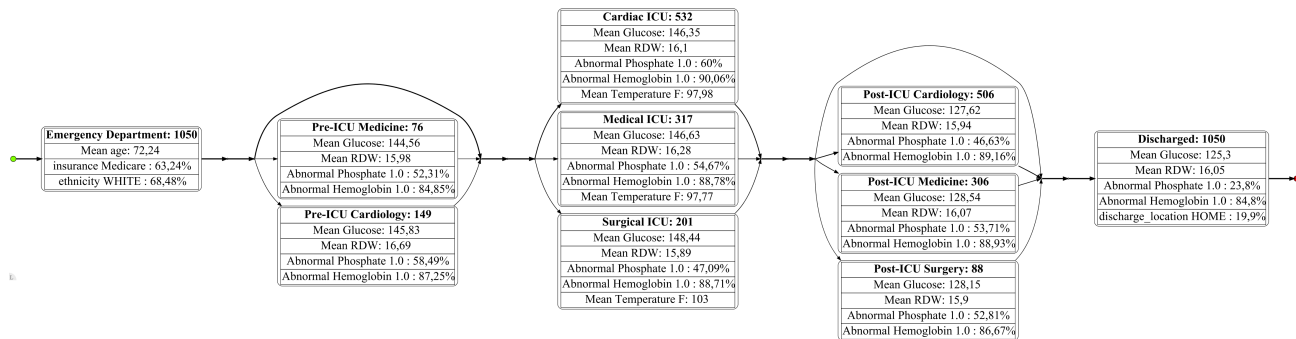 Emergency Department: 1050
Mean age: 72,24
insurance Medicare : 63,24%
ethnicity WHITE : 68,48%
Pre-ICU Medicine: 76
Mean Glucose: 144,56
Mean RDW: 15,98
Abnormal Phosphate 1.0 : 52,31%
Abnormal Hemoglobin 1.0 : 84,85%
Pre-ICU Cardiology: 149
Mean Glucose: 145,83
Mean RDW: 16,69
Abnormal Phosphate 1.0 : 58,49%
Abnormal Hemoglobin 1.0 : 87,25%
Cardiac ICU: 532
Mean Glucose: 146,35
Mean RDW: 16,1
Abnormal Phosphate 1.0 : 60%
Abnormal Hemoglobin 1.0 : 90,06%
Mean Temperature F: 97,98
Medical ICU: 317
Mean Glucose: 146,63
Mean RDW: 16,28
Abnormal Phosphate 1.0 : 54,67%
Abnormal Hemoglobin 1.0 : 88,78%
Mean Temperature F: 97,77
Surgical ICU: 201
Mean Glucose: 148,44
Mean RDW: 15,89
Abnormal Phosphate 1.0 : 47,09%
Abnormal Hemoglobin 1.0 : 88,71%
Mean Temperature F: 103
Post-ICU Cardiology: 506
Mean Glucose: 127,62
Mean RDW: 15,94
Abnormal Phosphate 1.0 : 46,63%
Abnormal Hemoglobin 1.0 : 89,16%
Post-ICU Medicine: 306
Mean Glucose: 128,54
Mean RDW: 16,07
Abnormal Phosphate 1.0 : 53,71%
Abnormal Hemoglobin 1.0 : 88,93%
Post-ICU Surgery: 88
Mean Glucose: 128,15
Mean RDW: 15,9
Abnormal Phosphate 1.0 : 52,81%
Abnormal Hemoglobin 1.0 : 86,67%
Discharged: 1050
Mean Glucose: 125,3
Mean RDW: 16,05
Abnormal Phosphate 1.0 : 23,8%
Abnormal Hemoglobin 1.0 : 84,8%
discharge_location HOME : 19,9%